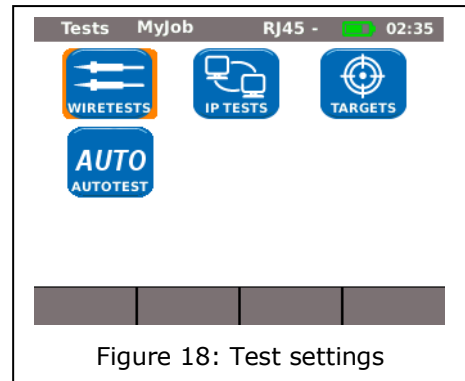 Tests MyJob RJ45 - 02:35
WIRETESTS IP TESTS TARGETS
AUTO
AUTOTEST
Figure 18: Test settings